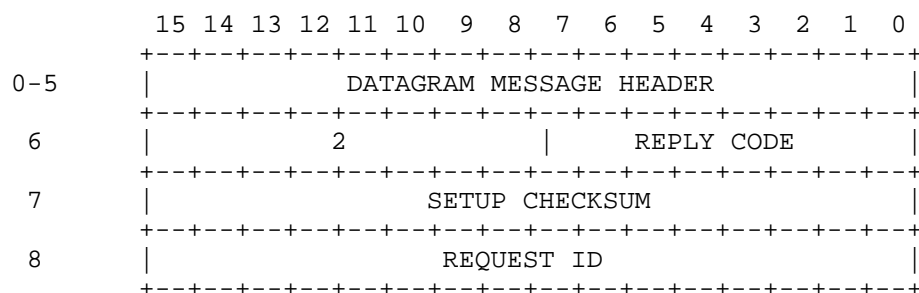 15 14 13 12 11 10 9 8 7 6 5 4 3 2 1 0
+--+--+--+--+--+--+--+--+--+--+--+--+--+--+--+--+
0-5 | DATAGRAM MESSAGE HEADER |
+--+--+--+--+--+--+--+--+--+--+--+--+--+--+--+--+
6 | 2 | REPLY CODE |
+--+--+--+--+--+--+--+--+--+--+--+--+--+--+--+--+
7 | SETUP CHECKSUM |
+--+--+--+--+--+--+--+--+--+--+--+--+--+--+--+--+
8 | REQUEST ID |
+--+--+--+--+--+--+--+--+--+--+--+--+--+--+--+--+